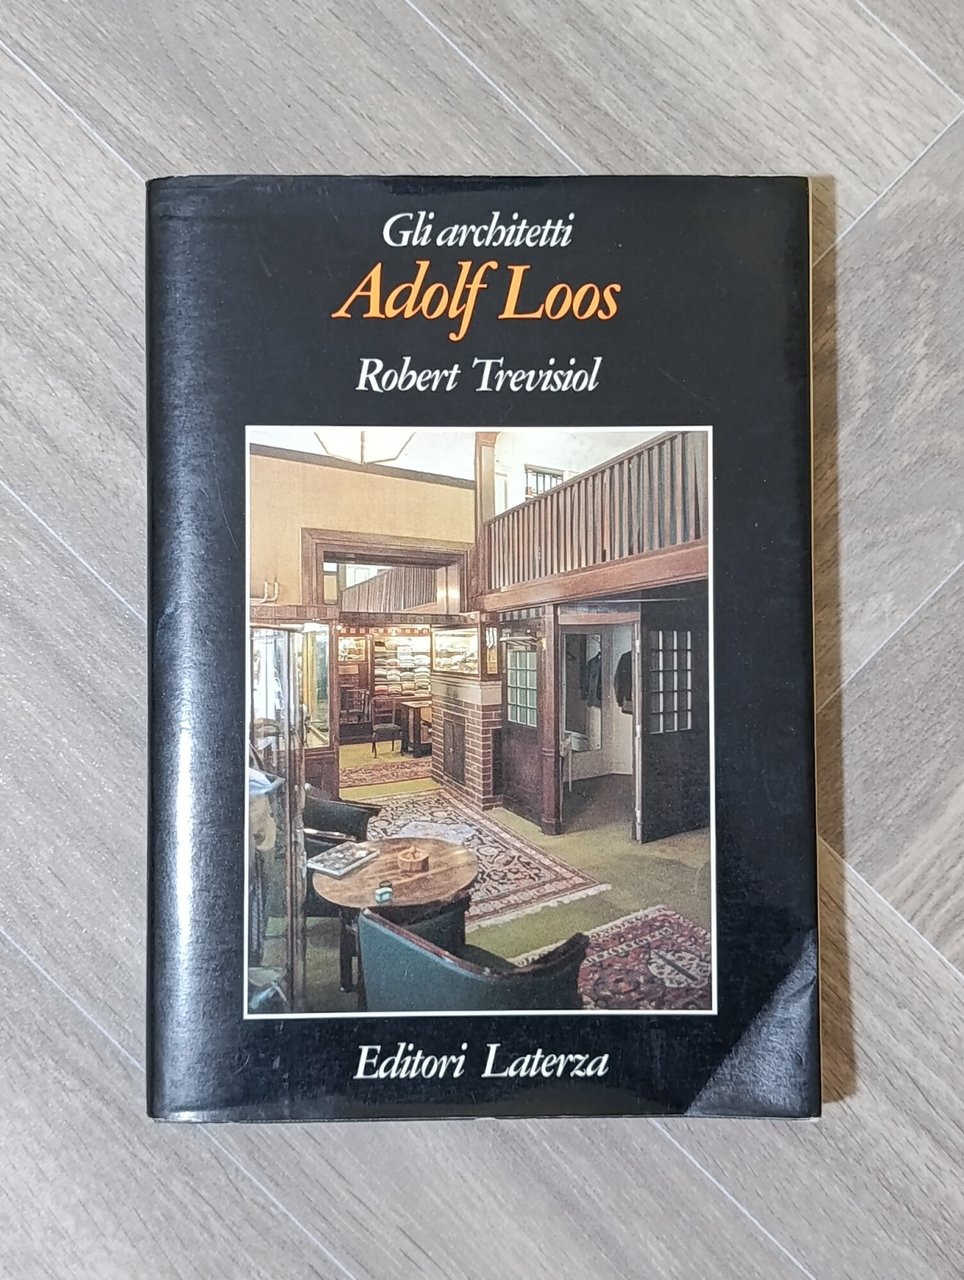 Gli architetti
Adolf Loos
Robert Trevisiol
Editori Laterza